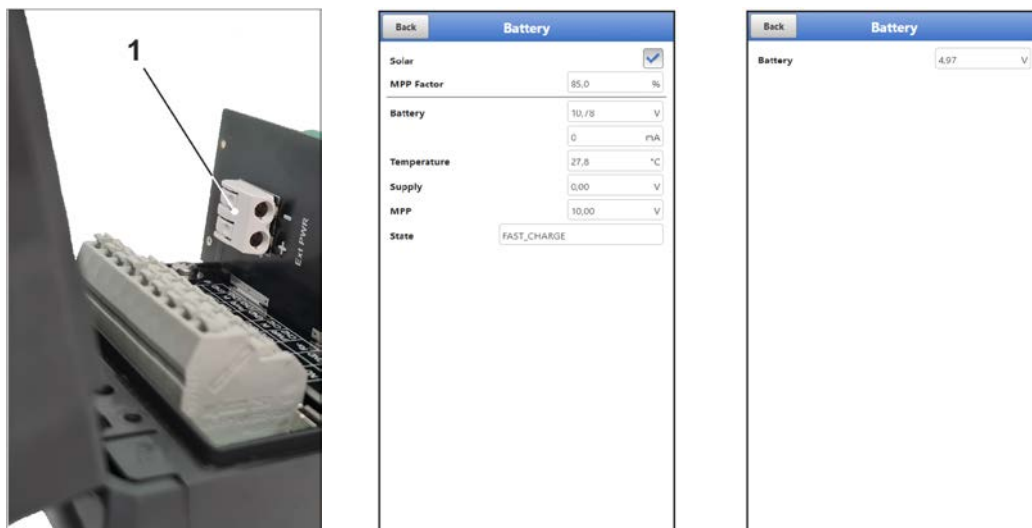 1
Ext PWR
- +
Back Battery
Solar
MPP Factor 85,0 %
Battery 10,78 V
0 mA
Temperature 27,8 °C
Supply 0,00 V
MPP 10,00 V
State FAST_CHARGE
Back Battery
Battery 4,97 V